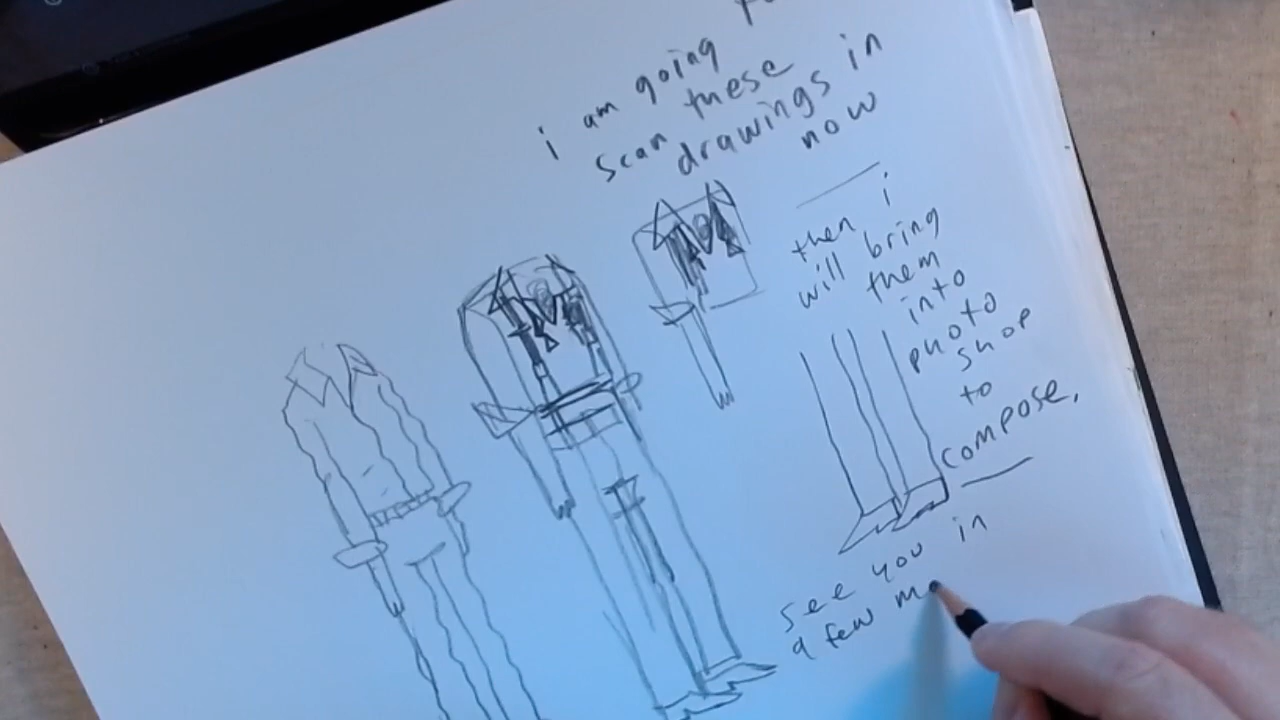 i am going
scan these
drawings in
now
then i
will bring
them
into
photo
shop
to
compose.
see you in
a few mo